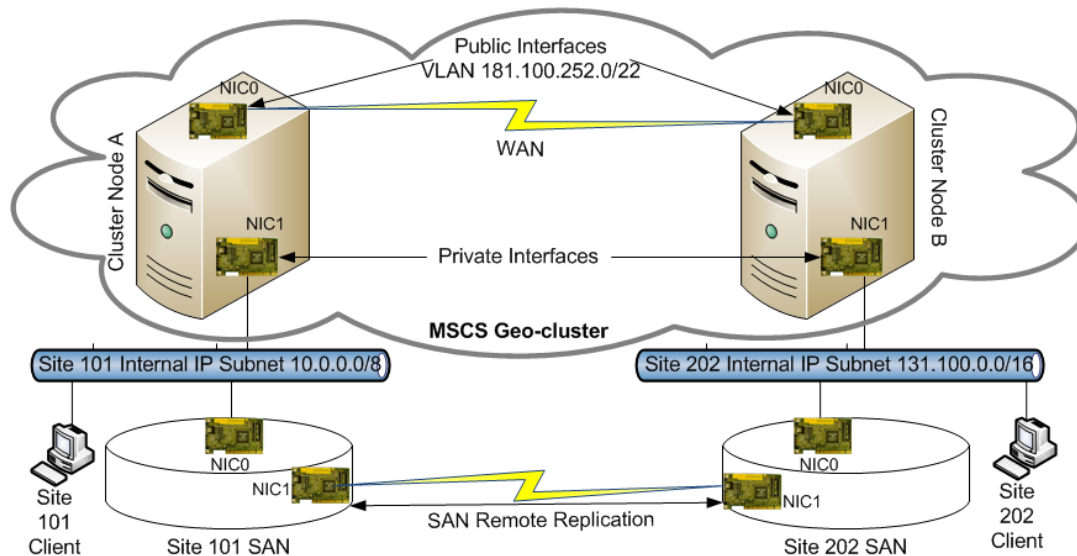 Public Interfaces
VLAN 181.100.252.0/22
NIC0
NIC0
WAN
Cluster Node A
Cluster Node B
NIC1
NIC1
Private Interfaces
MSCS Geo-cluster
Site 101 Internal IP Subnet 10.0.0.0/8
Site 202 Internal IP Subnet 131.100.0.0/16
NIC0
NIC0
NIC1
NIC1
SAN Remote Replication
Site
101
Client
Site
202
Client
Site 101 SAN
Site 202 SAN